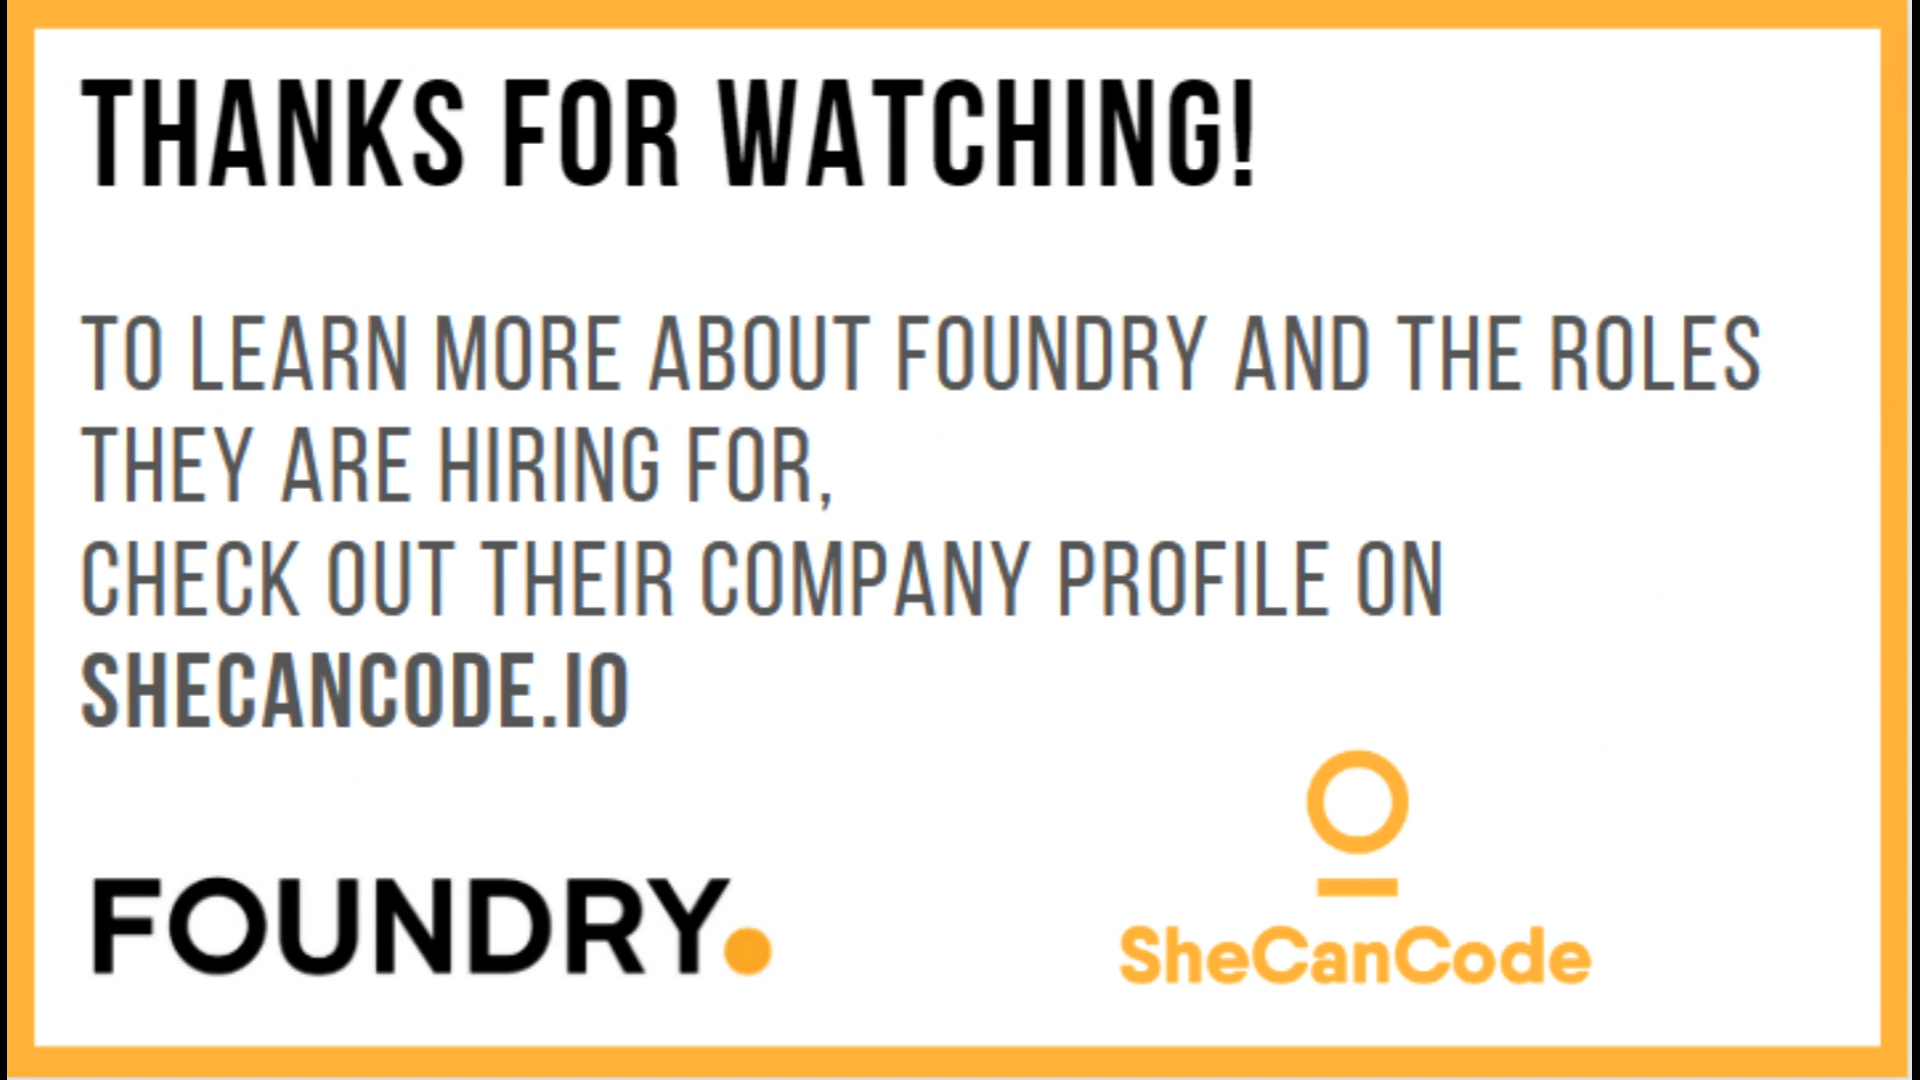 THANKS FOR WATCHING!
TO LEARN MORE ABOUT FOUNDRY AND THE ROLES
THEY ARE HIRING FOR,
CHECK OUT THEIR COMPANY PROFILE ON
SHECANCODE.IO
FOUNDRY.
SheCanCode